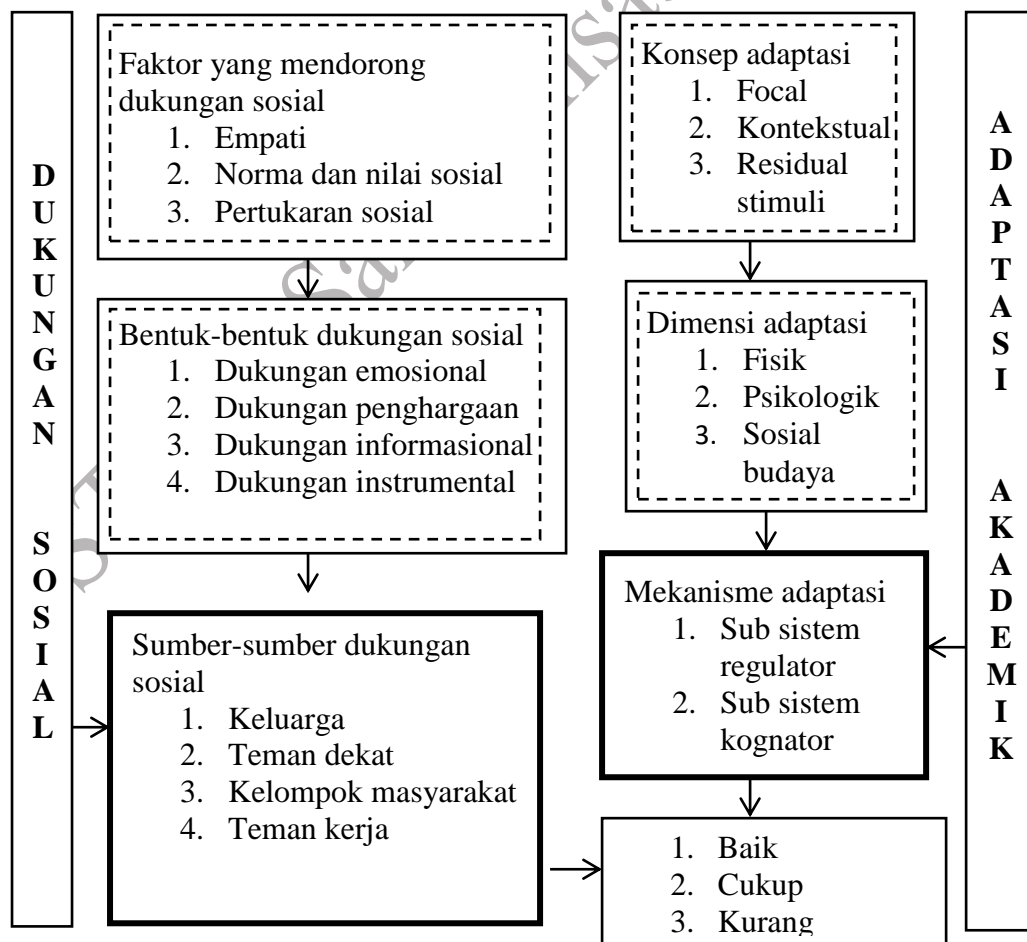 DUKUNGAN SOSIAL
Faktor yang mendorong
dukungan sosial
1. Empati
2. Norma dan nilai sosial
3. Pertukaran sosial
Bentuk-bentuk dukungan sosial
1. Dukungan emosional
2. Dukungan penghargaan
3. Dukungan informasional
4. Dukungan instrumental
Sumber-sumber dukungan
sosial
1. Keluarga
2. Teman dekat
3. Kelompok masyarakat
4. Teman kerja
Konsep adaptasi
1. Focal
2. Kontekstual
3. Residual
stimuli
Dimensi adaptasi
1. Fisik
2. Psikologik
3. Sosial
budaya
Mekanisme adaptasi
1. Sub sistem
regulator
2. Sub sistem
kognator
1. Baik
2. Cukup
3. Kurang
ADAPTASI AKADEMIK